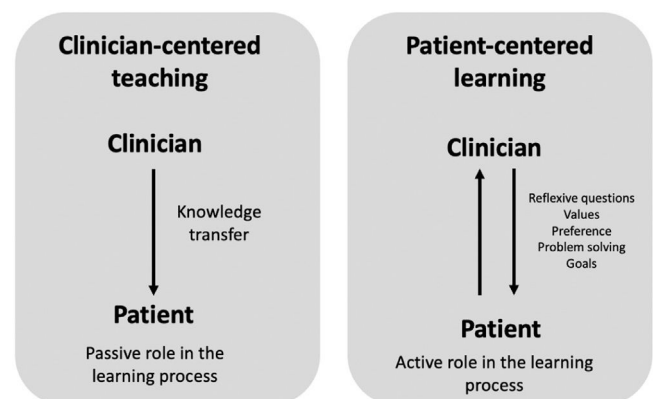 Clinician-centered
teaching
Clinician
Knowledge
transfer
Patient
Passive role in the
learning process
Patient-centered
learning
Clinician
Reflexive questions
Values
Preference
Problem solving
Goals
Patient
Active role in the learning
process